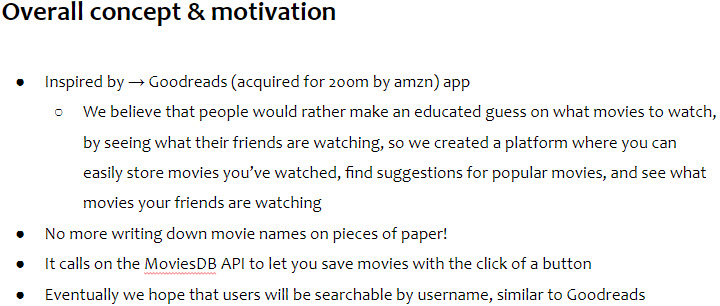 Overall concept & motivation
● Inspired by → Goodreads (acquired for 200m by amzn) app
○ We believe that people would rather make an educated guess on what movies to watch,
by seeing what their friends are watching, so we created a platform where you can
easily store movies you've watched, find suggestions for popular movies, and see what
movies your friends are watching
● No more writing down movie names on pieces of paper!
● It calls on the MoviesDB API to let you save movies with the click of a button
● Eventually we hope that users will be searchable by username, similar to Goodreads